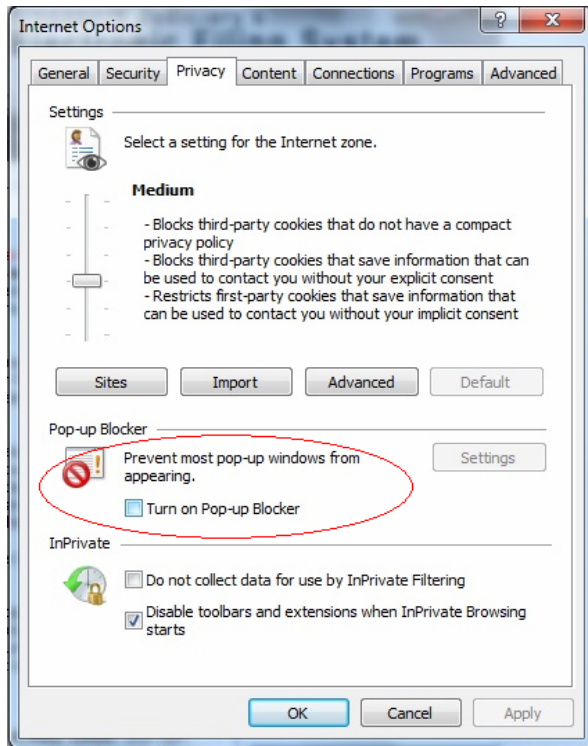 Electronic Filing System
Internet Options
General Security Privacy Content Connections Programs Advanced
Settings
Select a setting for the Internet zone.
Medium
- Blocks third-party cookies that do not have a compact
privacy policy
- Blocks third-party cookies that save information that can
be used to contact you without your explicit consent
- Restricts first-party cookies that save information that
can be used to contact you without your implicit consent
Sites Import Advanced Default
Pop-up Blocker
Prevent most pop-up windows from
appearing.
Settings
Turn on Pop-up Blocker
InPrivate
Do not collect data for use by InPrivate Filtering
Disable toolbars and extensions when InPrivate Browsing
starts
OK Cancel Apply